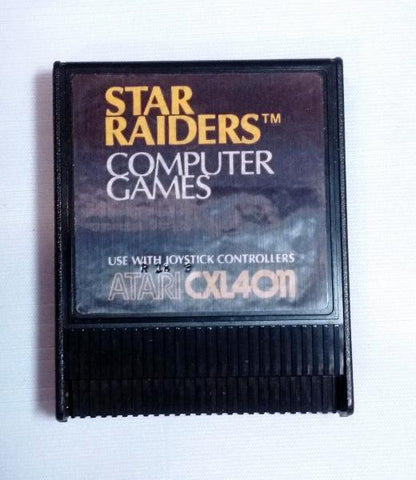 STAR
RAIDERS™
COMPUTER
GAMES
USE WITH JOYSTICK CONTROLLERS
ATARI CXL4011